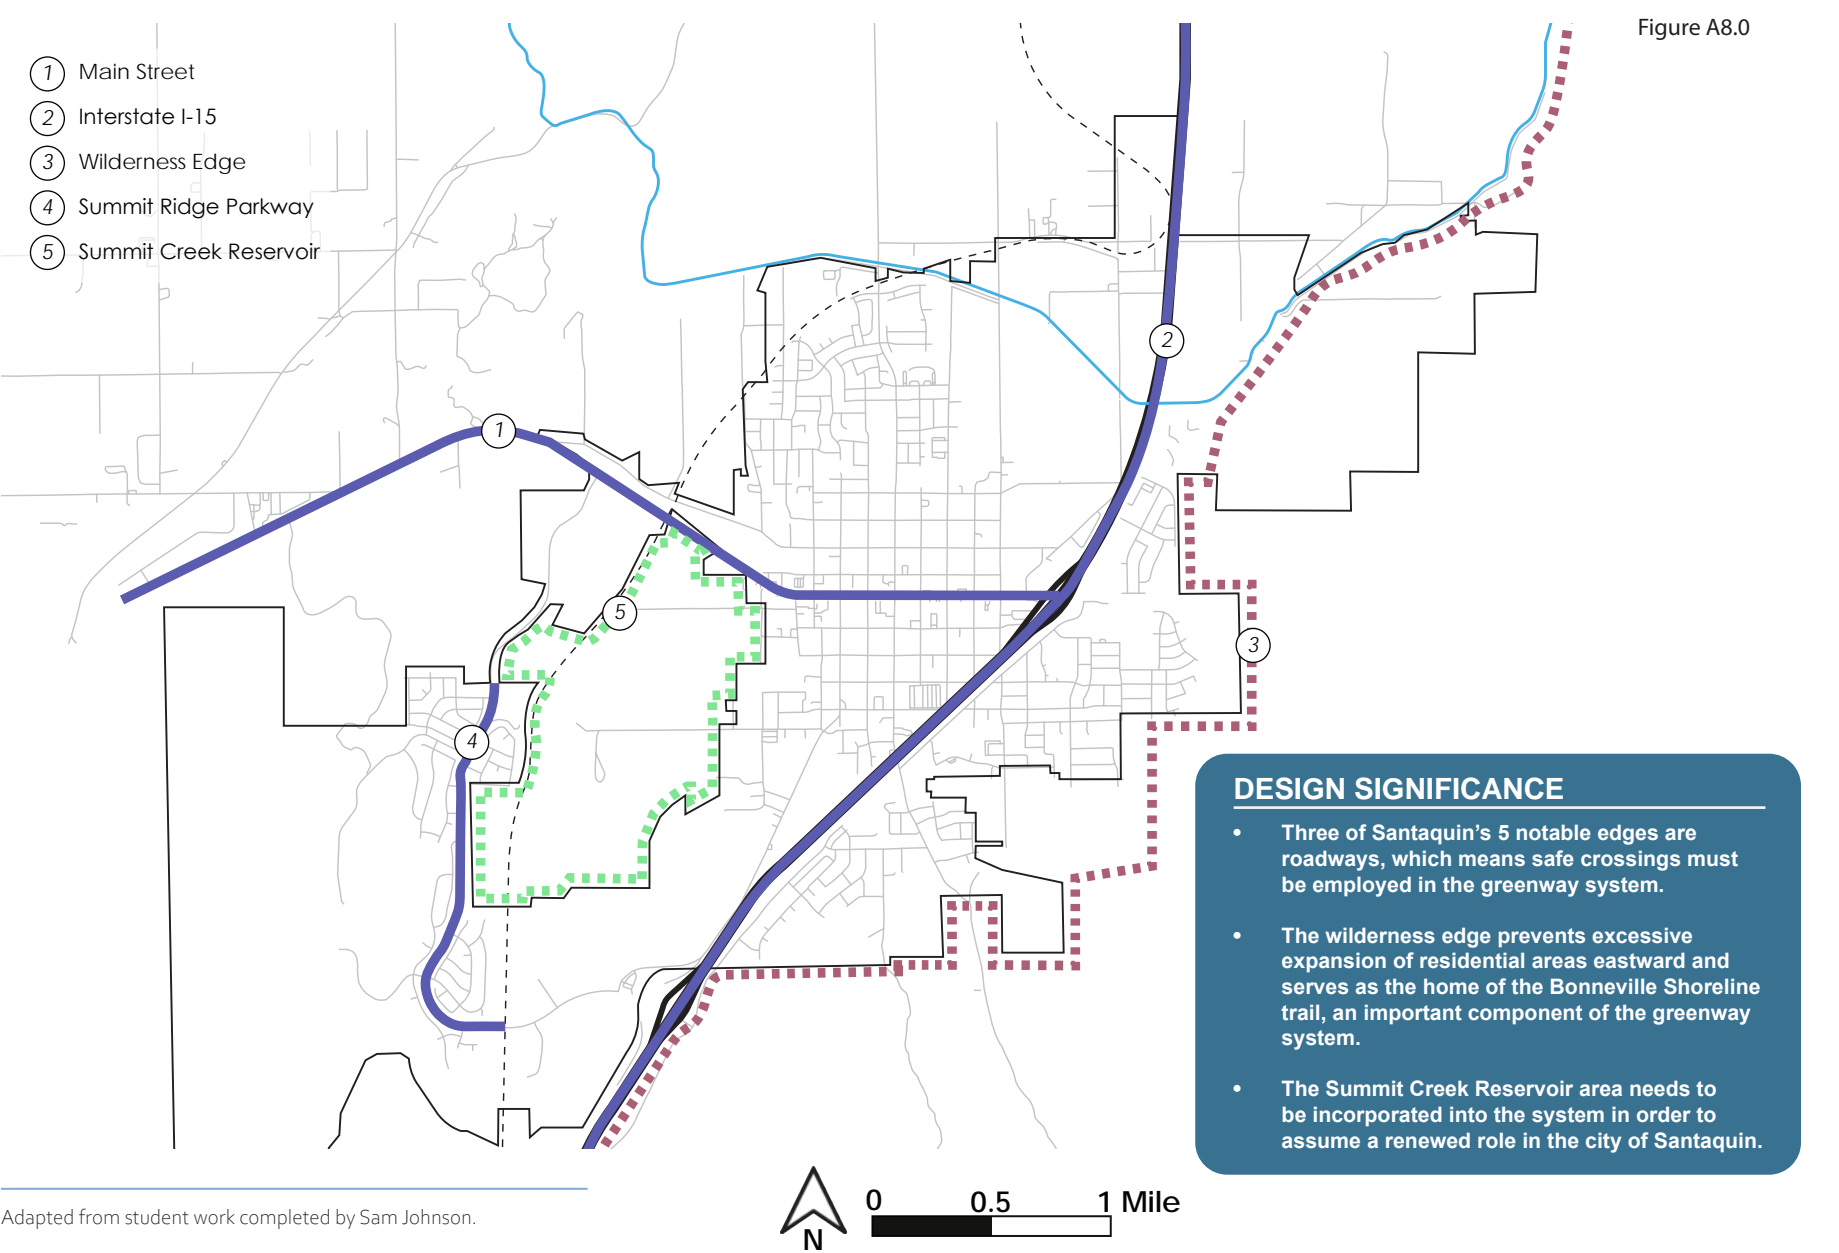 Figure A8.0
1 Main Street
2 Interstate I-15
3 Wilderness Edge
4 Summit Ridge Parkway
5 Summit Creek Reservoir
2
1
5
3
4
DESIGN SIGNIFICANCE
• Three of Santaquin's 5 notable edges are
roadways, which means safe crossings must
be employed in the greenway system.
• The wilderness edge prevents excessive
expansion of residential areas eastward and
serves as the home of the Bonneville Shoreline
trail, an important component of the greenway
system.
• The Summit Creek Reservoir area needs to
be incorporated into the system in order to
assume a renewed role in the city of Santaquin.
0 0.5 1 Mile
N
Adapted from student work completed by Sam Johnson.